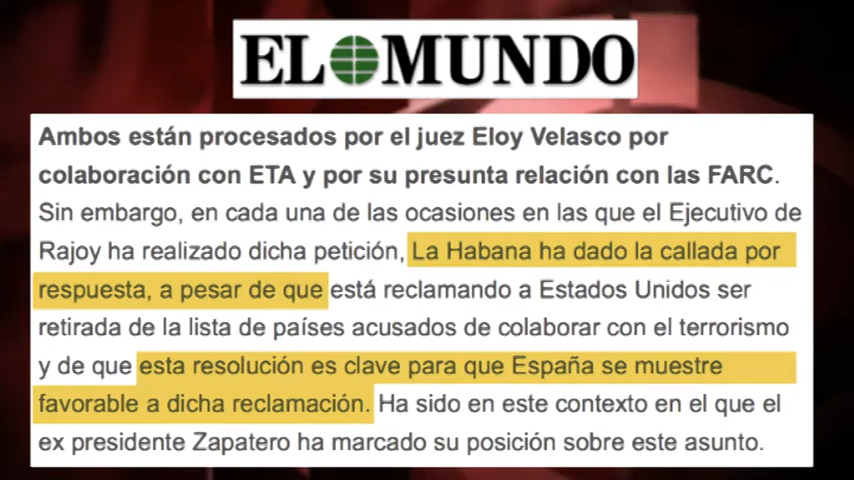 EL MUNDO
Ambos están procesados por el juez Eloy Velasco por
colaboración con ETA y por su presunta relación con las FARC.
Sin embargo, en cada una de las ocasiones en las que el Ejecutivo de
Rajoy ha realizado dicha petición, La Habana ha dado la callada por
respuesta, a pesar de que está reclamando a Estados Unidos ser
retirada de la lista de países acusados de colaborar con el terrorismo
y de que esta resolución es clave para que España se muestre
favorable a dicha reclamación. Ha sido en este contexto en el que el
ex presidente Zapatero ha marcado su posición sobre este asunto.